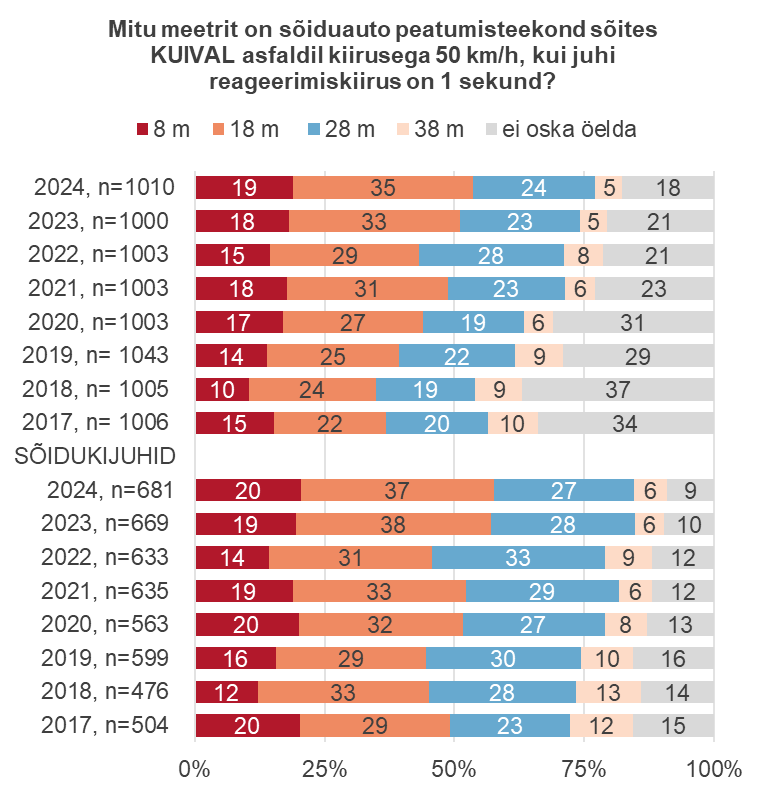 Mitu meetrit on sõiduauto peatumisteekond sõites
KUIVAL asfaldil kiirusega 50 km/h, kui juhi
reageerimiskiirus on 1 sekund?
8 m 18 m 28 m 38 m ei oska öelda
2024, n=1010 19 35 24 5 18
2023, n=1000 18 33 23 5 21
2022, n=1003 15 29 28 8 21
2021, n=1003 18 31 23 6 23
2020, n=1003 17 27 19 6 31
2019, n= 1043 14 25 22 9 29
2018, n= 1005 10 24 19 9 37
2017, n= 1006 15 22 20 10 34
SÕIDUKIJUHID
2024, n=681 20 37 27 6 9
2023, n=669 19 38 28 6 10
2022, n=633 14 31 33 9 12
2021, n=635 19 33 29 6 12
2020, n=563 20 32 27 8 13
2019, n=599 16 29 30 10 16
2018, n=476 12 33 28 13 14
2017, n=504 20 29 23 12 15
0% 25% 50% 75% 100%